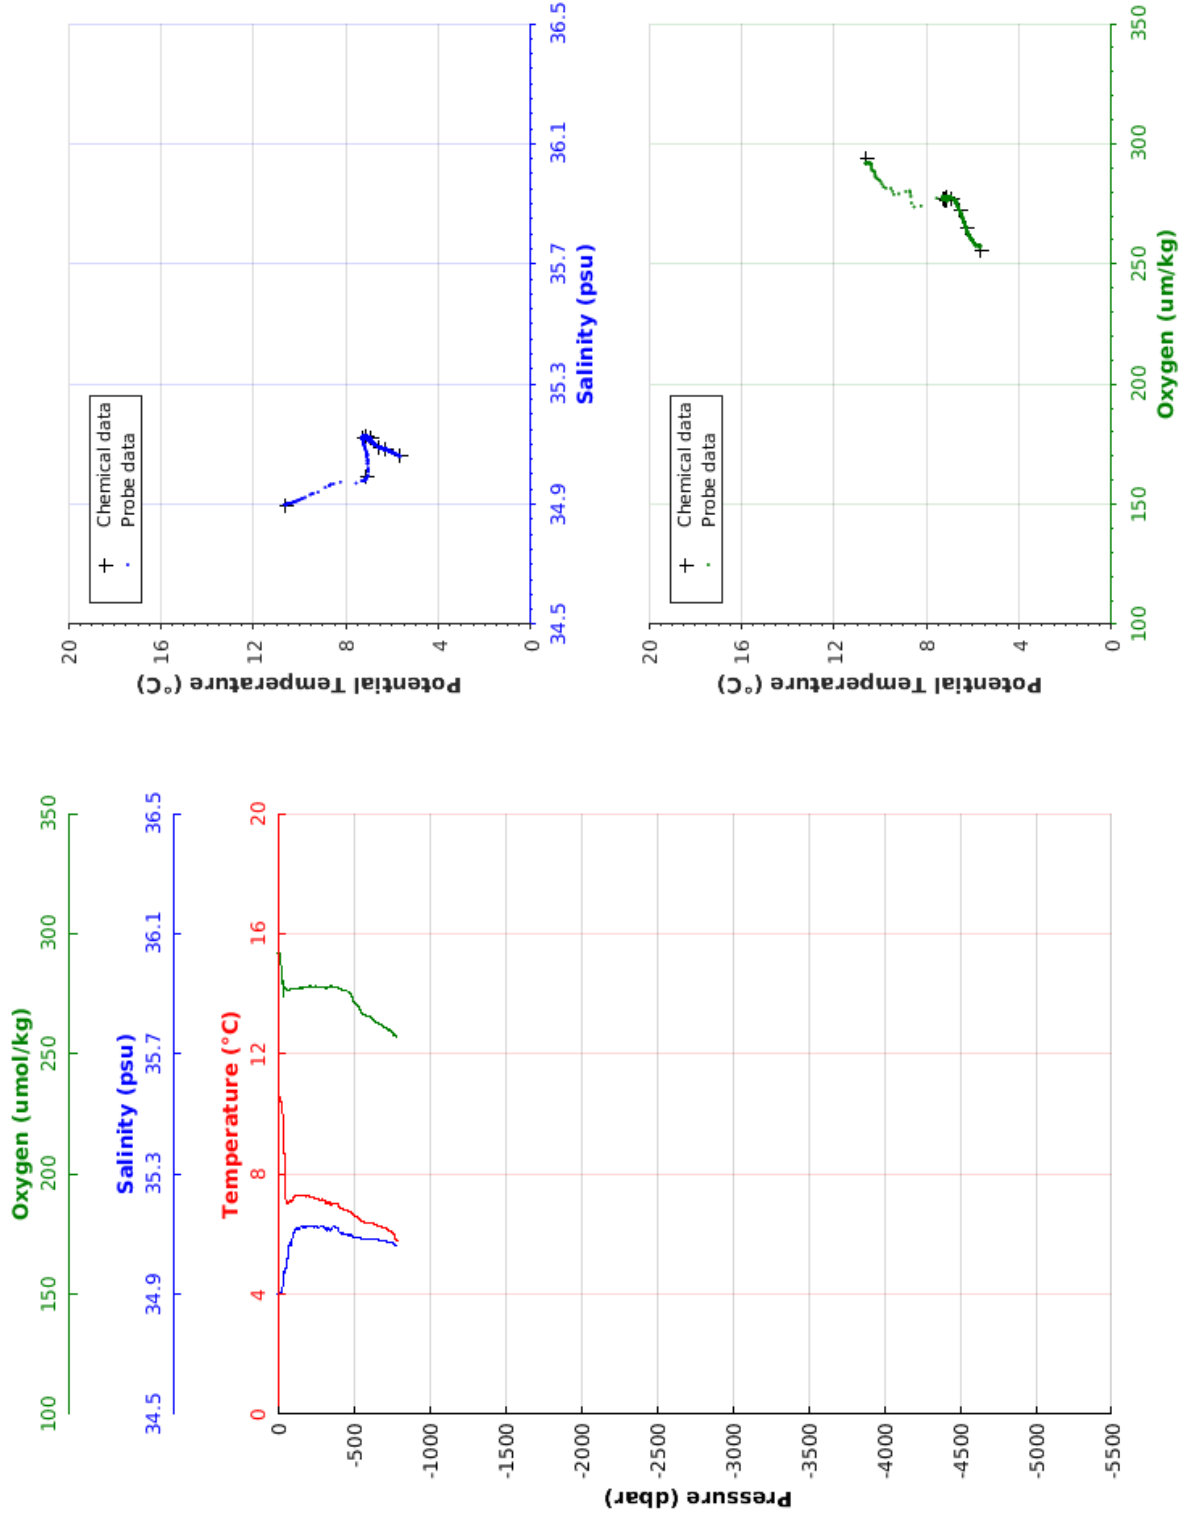 Oxygen (umol/kg)
100 150 200 250 300 350
Salinity (psu)
34.5 34.9 35.3 35.7 36.1 36.5
Temperature (°C)
0 4 8 12 16 20
Pressure (dbar)
0
-500
-1000
-1500
-2000
-2500
-3000
-3500
-4000
-4500
-5000
-5500
Potential Temperature (°C)
20
16
12
8
4
0
Chemical data
Probe data
34.5 34.9 35.3 35.7 36.1 36.5
Salinity (psu)
Potential Temperature (°C)
20
16
12
8
4
0
Chemical data
Probe data
100 150 200 250 300 350
Oxygen (um/kg)